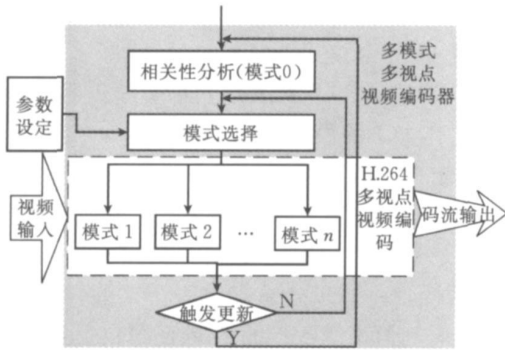 多模式
多视点
视频编码器
相关性分析(模式0)
参数
设定
模式选择
H.264
多视点
视频编
码
视频
输入
码流输出
模式1
模式2
…
模式n
触发更新
N
Y